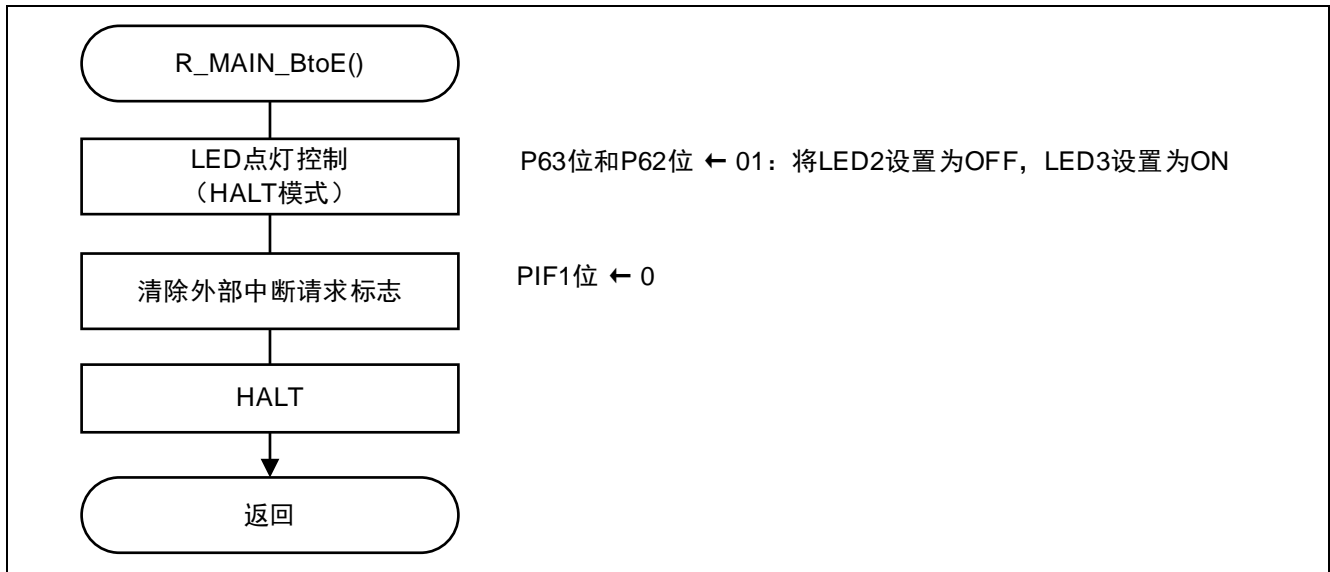 R_MAIN_BtoE()
LED点灯控制
（HALT模式）
P63位和P62位 ← 01：将LED2设置为OFF，LED3设置为ON
清除外部中断请求标志
PIF1位 ← 0
HALT
返回